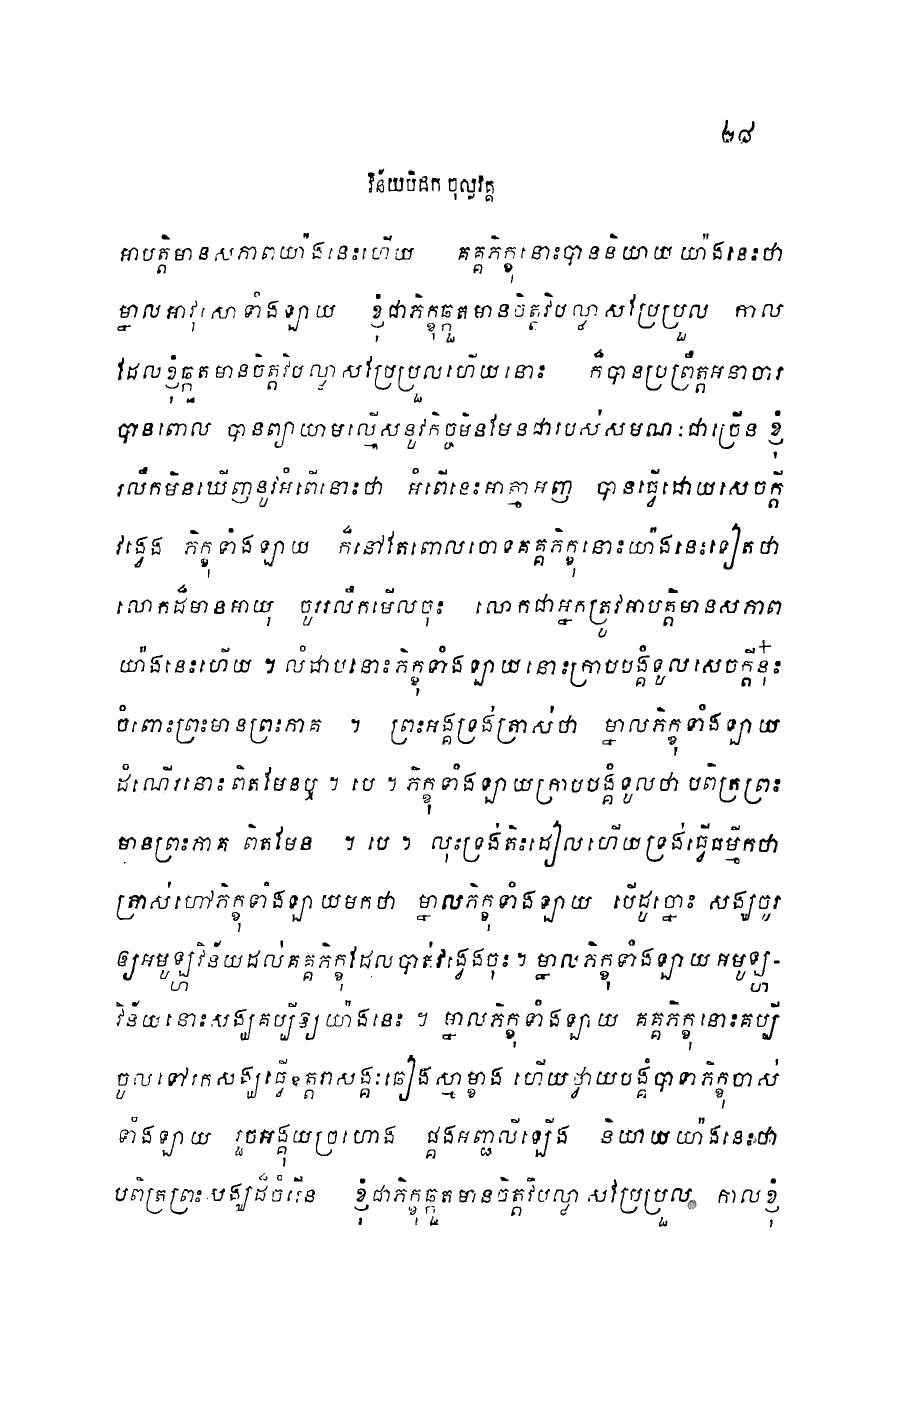 ២៨
វិន័យបិដក ចុល្លវគ្គ
អាបត្តិមានសភាពយ៉ាងនេះហើយ គគ្គភិក្ខុនោះបាននិយាយយ៉ាងនេះថា
ម្នាលអាវុសោទាំងឡាយ ខ្ញុំជាភិក្ខុឆ្កួតមានចិត្តវិបល្លាសប្រែប្រួល កាល
ដែលខ្ញុំឆ្កួតមានចិត្តវិបល្លាសប្រែប្រួលហើយនោះ ក៏បានប្រព្រឹត្តអនាចារ
បានពោល បានព្យាយាមល្មើសនូវកិច្ចមិនមែនជារបស់សមណៈជាច្រើន ខ្ញុំ
រលឹកមិនឃើញនូវអំពើនោះថា អំពើនេះអាត្មាអញ បានធ្វើដោយសេចក្តី
វង្វេង ភិក្ខុទាំងឡាយ ក៏នៅតែពោលចោទគគ្គភិក្ខុនោះយ៉ាងនេះទៀតថា
លោកដ៏មានអាយុ ចូររលឹកមើលចុះ លោកជាអ្នកត្រូវអាបត្តិមានសភាព
យ៉ាងនេះហើយ ។ លំដាប់នោះភិក្ខុទាំងឡាយនោះក្រាបបង្គំទូលសេចក្តីនុ៎ះ
ចំពោះព្រះមានព្រះភាគ ។ ព្រះអង្គទ្រង់ត្រាស់ថា ម្នាលភិក្ខុទាំងឡាយ
ដំណើរនោះពិតមែនឬ ។ បេ ។ ភិក្ខុទាំងឡាយក្រាបបង្គំទូលថា បពិត្រព្រះ
មានព្រះភាគ ពិតមែន ។ បេ ។ លុះទ្រង់តិះដៀលហើយទ្រង់ធ្វើធម្មីកថា
ត្រាស់ហៅភិក្ខុទាំងឡាយមកថា ម្នាលភិក្ខុទាំងឡាយ បើដូច្នោះ សង្ឃចូរ
ឲ្យអមូឡ្ហវិន័យដល់គគ្គភិក្ខុដែលបាត់វង្វេងចុះ ។ ម្នាលភិក្ខុទាំងឡាយអមូឡ្ហ-
វិន័យនោះសង្ឃគប្បីឲ្យយ៉ាងនេះ ។ ម្នាលភិក្ខុទាំងឡាយ គគ្គភិក្ខុនោះគប្បី
ចូលទៅរកសង្ឃធ្វើឧត្តរាសង្គៈឆៀងស្មាម្ខាង ហើយថ្វាយបង្គំបាទាភិក្ខុចាស់
ទាំងឡាយ រួចអង្គុយច្រហោង ផ្គងអញ្ជលីឡើង និយាយយ៉ាងនេះថា
បពិត្រព្រះសង្ឃដ៏ចំរើន ខ្ញុំជាភិក្ខុឆ្កួតមានចិត្តវិបល្លាសប្រែប្រួល កាលខ្ញុំ